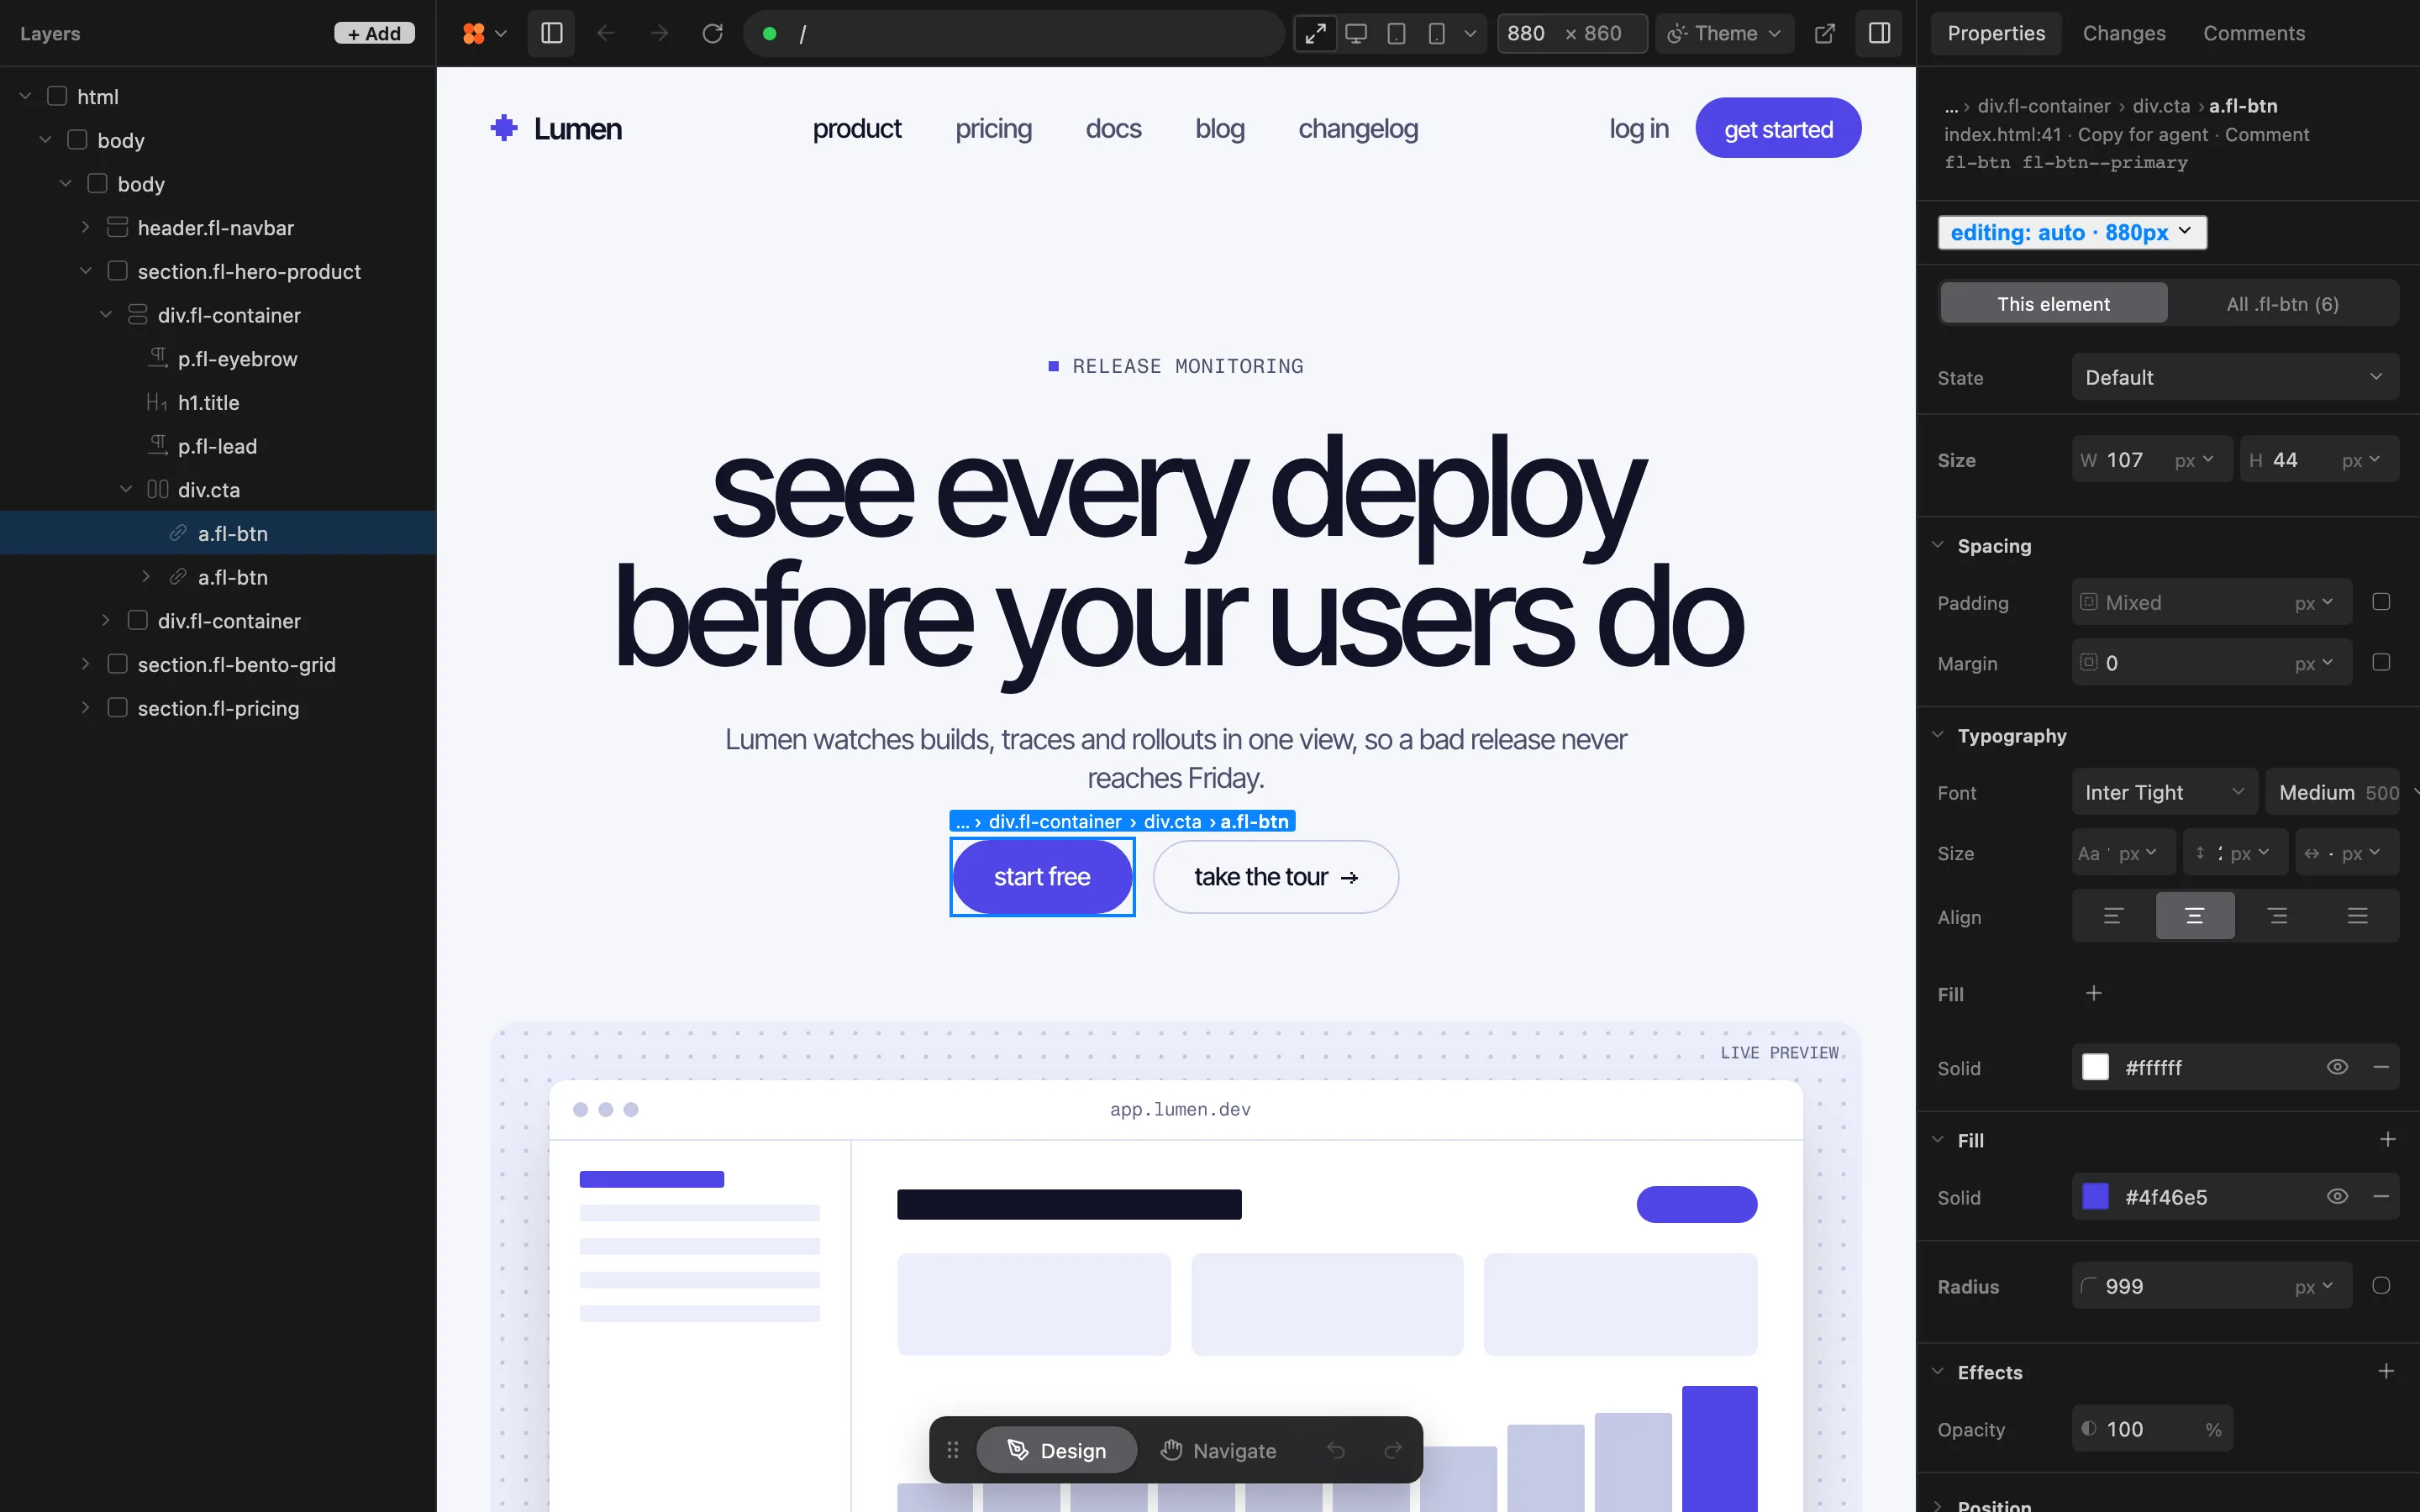 Layers
+ Add
/
880 × 860
Theme
Properties Changes Comments
html
body
body
header.fl-navbar
section.fl-hero-product
div.fl-container
p.fl-eyebrow
h1.title
p.fl-lead
div.cta
a.fl-btn
a.fl-btn
div.fl-container
section.fl-bento-grid
section.fl-pricing
Lumen product pricing docs blog changelog log in get started
RELEASE MONITORING
see every deploy
before your users do
Lumen watches builds, traces and rollouts in one view, so a bad release never
reaches Friday.
... › div.fl-container › div.cta › a.fl-btn
start free take the tour →
LIVE PREVIEW
app.lumen.dev
Design Navigate
... › div.fl-container › div.cta › a.fl-btn
index.html:41 · Copy for agent · Comment
fl-btn fl-btn--primary
editing: auto · 880px
This element All .fl-btn (6)
State Default
Size W 107 px H 44 px
Spacing
Padding Mixed px
Margin 0 px
Typography
Font Inter Tight Medium 500
Size Aa px px px
Align
Fill +
Solid #ffffff
Fill +
Solid #4f46e5
Radius 999 px
Effects +
Opacity 100 %
Position